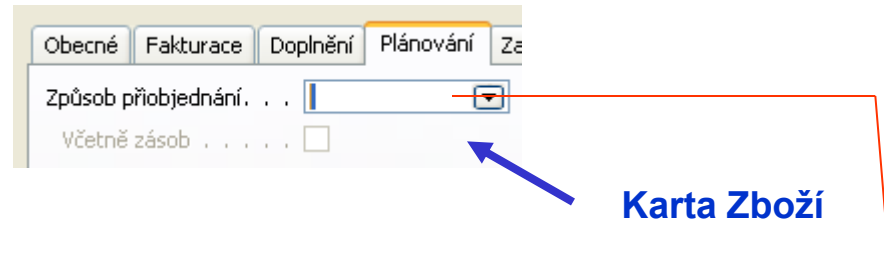 Obecné Fakturace Doplnění Plánování Za
Způsob přiobjednání. . .
Včetně zásob . . . . .
Karta Zboží